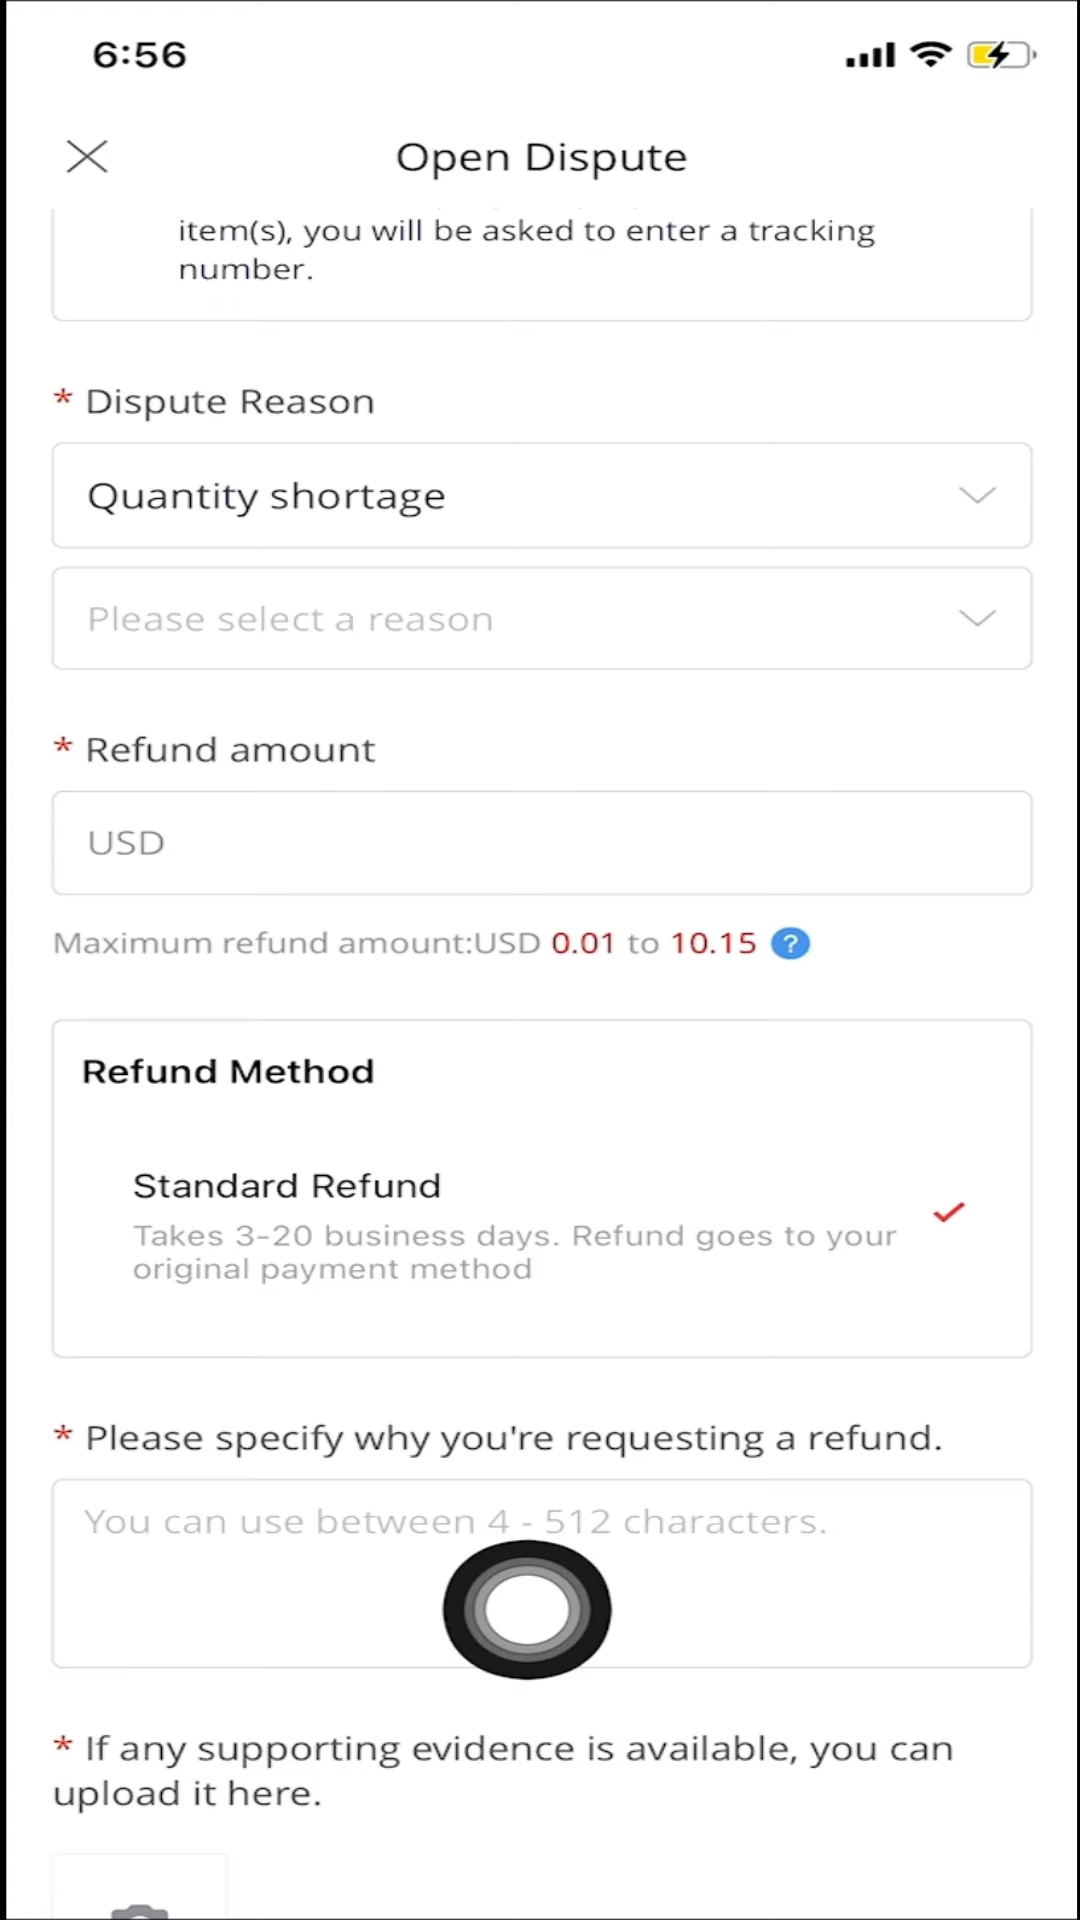 6:56
Open Dispute
item(s), you will be asked to enter a tracking
number.
* Dispute Reason
Quantity shortage
Please select a reason
* Refund amount
USD
Maximum refund amount:USD 0.01 to 10.15 ?
Refund Method
Standard Refund
Takes 3-20 business days. Refund goes to your
original payment method
* Please specify why you're requesting a refund.
You can use between 4 - 512 characters.
* If any supporting evidence is available, you can
upload it here.